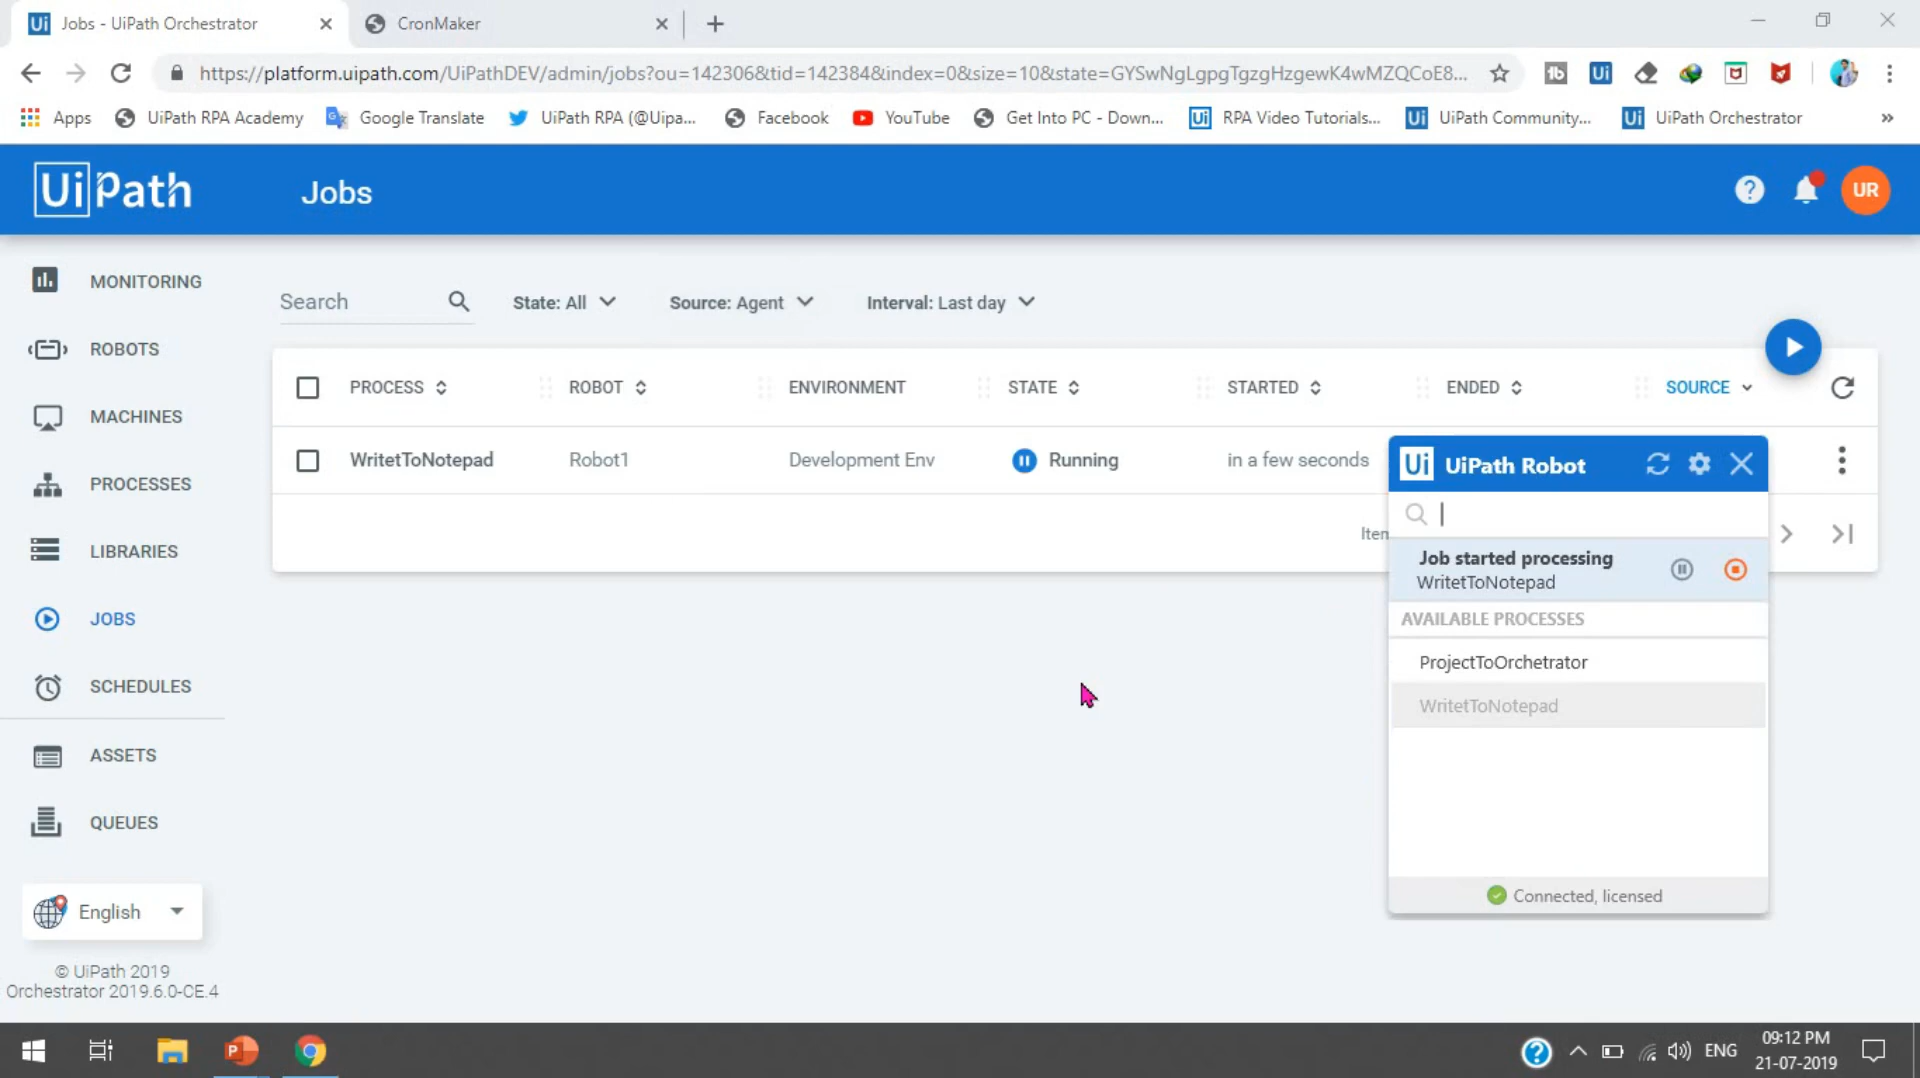 Ui Jobs - UiPath Orchestrator
CronMaker
https://platform.uipath.com/UiPathDEV/admin/jobs?ou=142306&tid=142384&index=0&size=10&state=GYSwNgLgpgTgzgHzgewK4wMZQCoE8...
Apps
UiPath RPA Academy
Google Translate
UiPath RPA (@Uipa...
Facebook
YouTube
Get Into PC - Down...
Ui RPA Video Tutorials...
Ui UiPath Community...
Ui UiPath Orchestrator
UiPath
Jobs
UR
MONITORING
ROBOTS
MACHINES
PROCESSES
LIBRARIES
JOBS
SCHEDULES
ASSETS
QUEUES
English
© UiPath 2019
Orchestrator 2019.6.0-CE.4
Search
State: All
Source: Agent
Interval: Last day
PROCESS
ROBOT
ENVIRONMENT
STATE
STARTED
ENDED
SOURCE
WritetToNotepad
Robot1
Development Env
Running
in a few seconds
Ui UiPath Robot
Job started processing
WritetToNotepad
AVAILABLE PROCESSES
ProjectToOrchetrator
WritetToNotepad
Connected, licensed
ENG
09:12 PM
21-07-2019